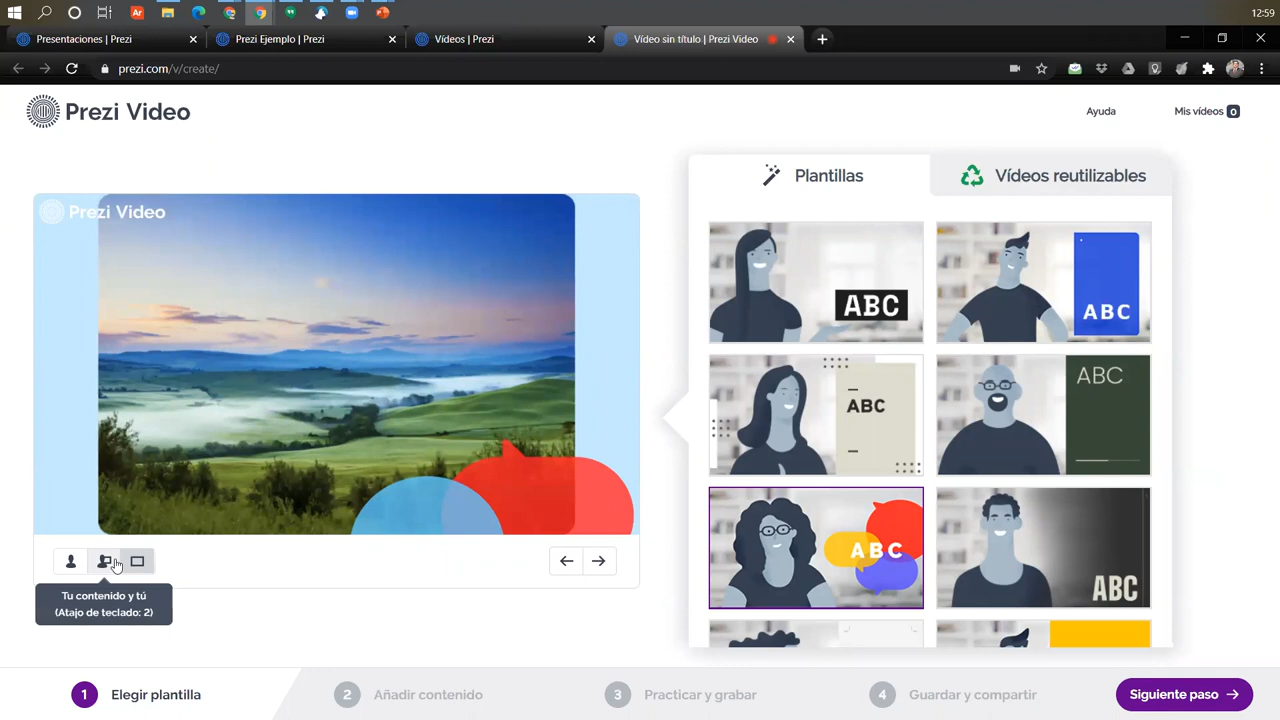 12:59
Presentaciones | Prezi
Prezi Ejemplo | Prezi
Vídeos | Prezi
Vídeo sin título | Prezi Video
prezi.com/v/create/
Prezi Video
Ayuda
Mis vídeos 0
Plantillas
Vídeos reutilizables
Prezi Video
ABC
ABC
ABC
ABC
ABC
ABC
Tu contenido y tú
(Atajo de teclado: 2)
1 Elegir plantilla
2 Añadir contenido
3 Practicar y grabar
4 Guardar y compartir
Siguiente paso